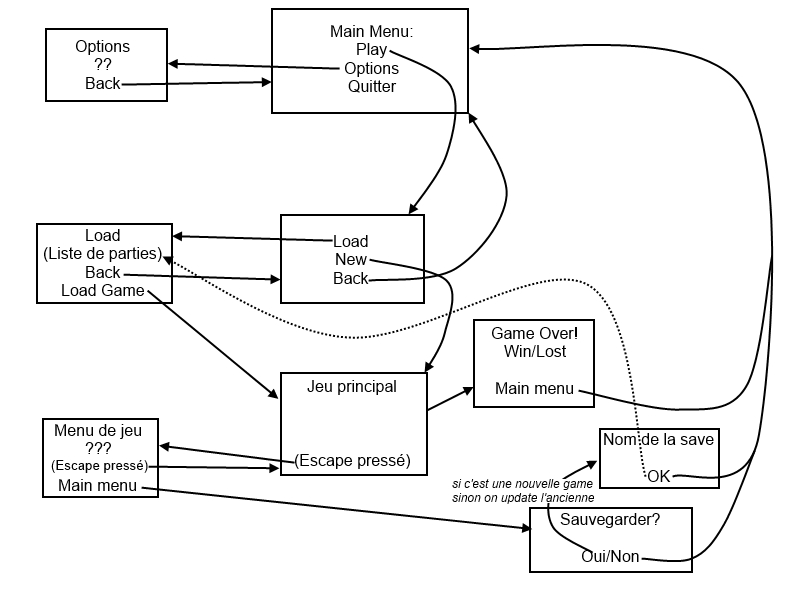 Options
??
Back
Main Menu:
Play
Options
Quitter
Load
(Liste de parties)
Back
Load Game
Load
New
Back
Game Over!
Win/Lost
Main menu
Jeu principal
(Escape pressé)
Menu de jeu
???
(Escape pressé)
Main menu
Nom de la save
OK
si c'est une nouvelle game
sinon on update l'ancienne
Sauvegarder?
Oui/Non